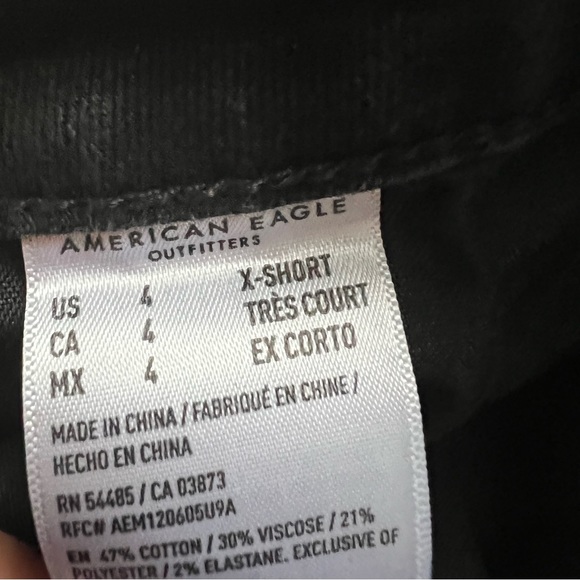 AMERICAN EAGLE
OUTFITTERS
US 4 X-SHORT
CA 4 TRÈS COURT
MX 4 EX CORTO
MADE IN CHINA / FABRIQUÉ EN CHINE /
HECHO EN CHINA
RN 54485 / CA 03873
RFC# AEM120605U9A
EN 47% COTTON / 30% VISCOSE / 21%
POLYESTER / 2% ELASTANE. EXCLUSIVE OF